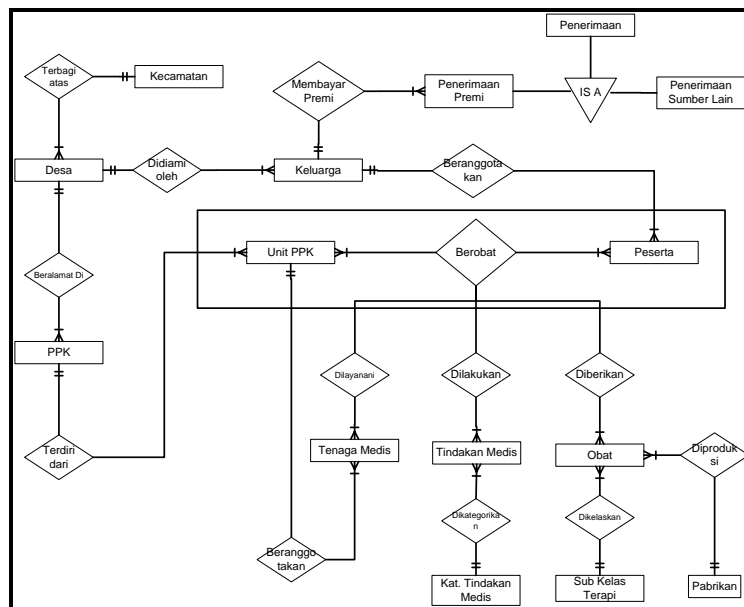 Penerimaan
Terbagi
atas
Kecamatan
Membayar
Premi
Penerimaan
Premi
IS A
Penerimaan
Sumber Lain
Desa
Didiami
oleh
Keluarga
Beranggota
kan
Unit PPK
Berobat
Peserta
Beralamat Di
PPK
Dilayanani
Dilakukan
Diberikan
Terdiri
dari
Tenaga Medis
Tindakan Medis
Obat
Diproduk
si
Dikategorika
n
Dikelaskan
Beranggo
takan
Kat. Tindakan
Medis
Sub Kelas
Terapi
Pabrikan